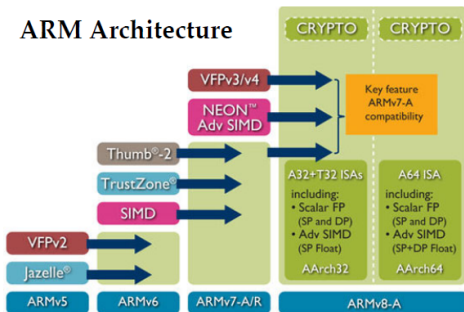 ARM Architecture
CRYPTO
CRYPTO
VFPv3/v4
NEON™
Adv SIMD
Key feature
ARMv7-A
compatibility
Thumb®-2
TrustZone®
SIMD
VFPv2
Jazelle®
A32+T32 ISAs
including:
• Scalar FP
(SP and DP)
• Adv SIMD
(SP Float)
AArch32
A64 ISA
including:
• Scalar FP
(SP and DP)
• Adv SIMD
(SP+DP Float)
AArch64
ARMv5
ARMv6
ARMv7-A/R
ARMv8-A